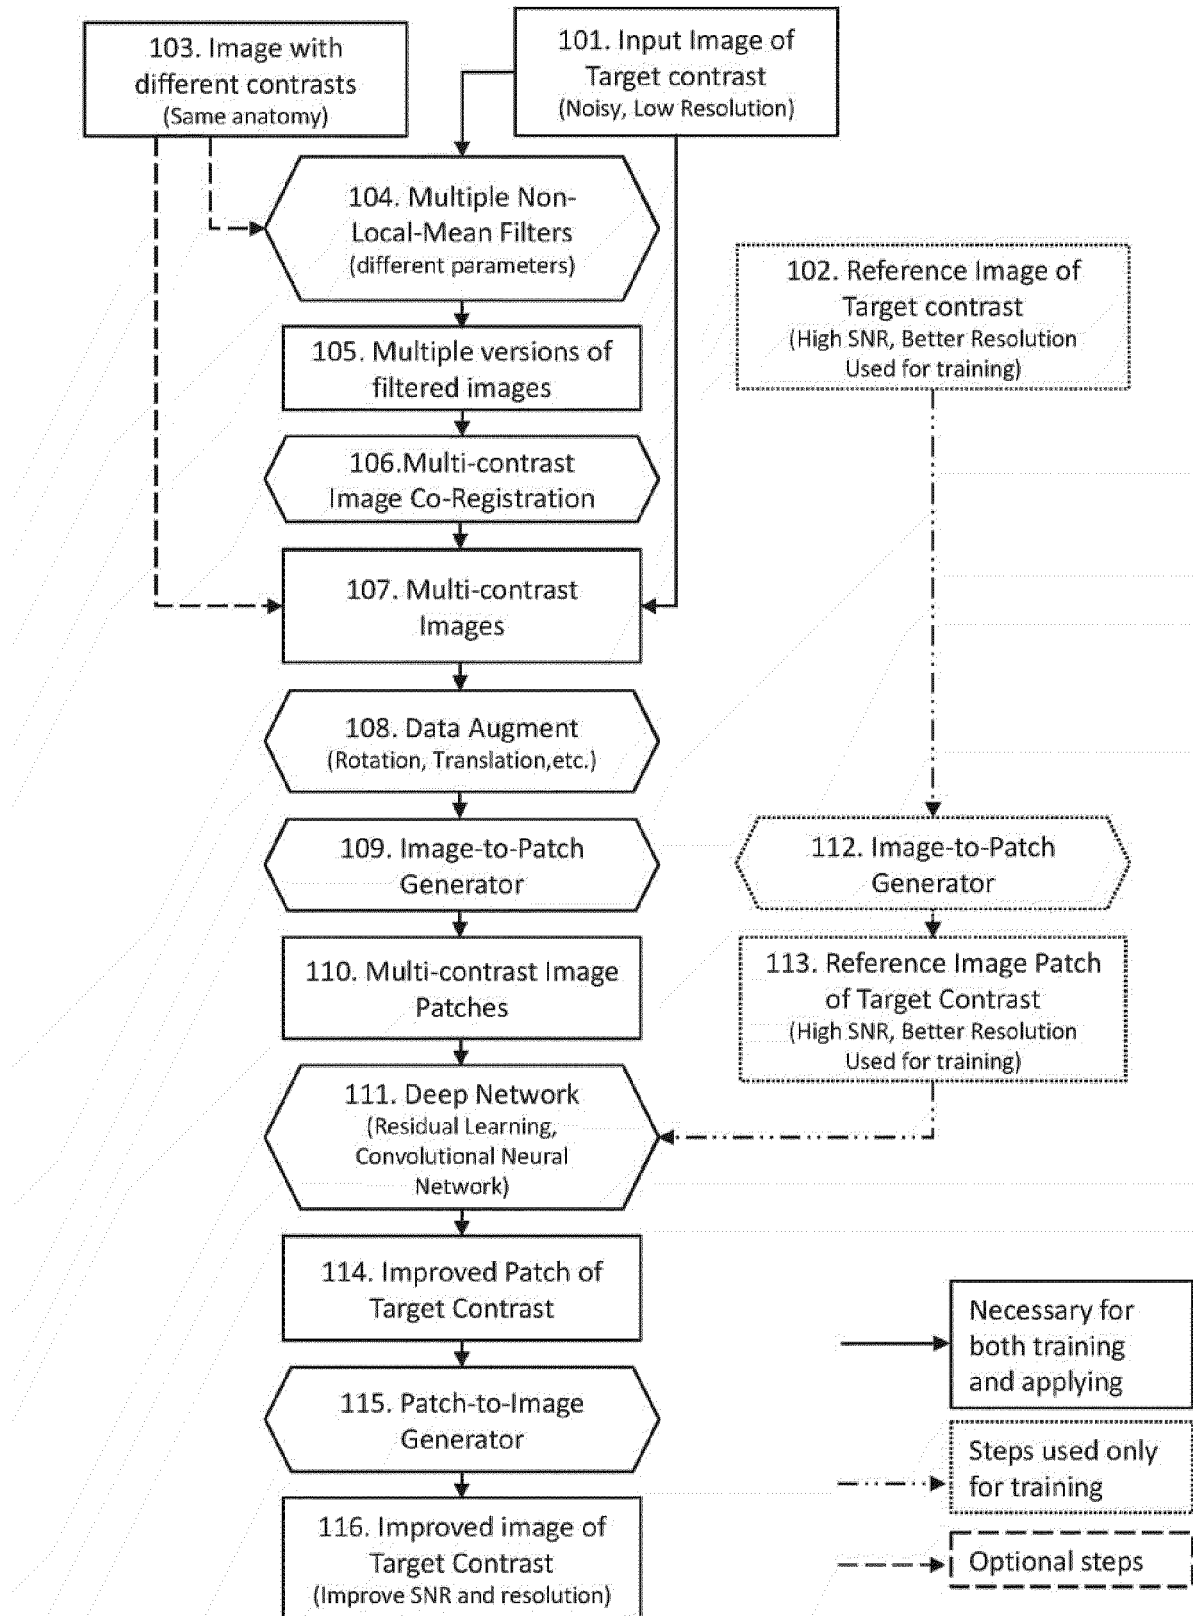 103. Image with
different contrasts
(Same anatomy)
101. Input Image of
Target contrast
(Noisy, Low Resolution)
104. Multiple Non-
Local-Mean Filters
(different parameters)
102. Reference Image of
Target contrast
(High SNR, Better Resolution
Used for training)
105. Multiple versions of
filtered images
106.Multi-contrast
Image Co-Registration
107. Multi-contrast
Images
108. Data Augment
(Rotation, Translation,etc.)
109. Image-to-Patch
Generator
112. Image-to-Patch
Generator
110. Multi-contrast Image
Patches
113. Reference Image Patch
of Target Contrast
(High SNR, Better Resolution
Used for training)
111. Deep Network
(Residual Learning,
Convolutional Neural
Network)
114. Improved Patch of
Target Contrast
115. Patch-to-Image
Generator
116. Improved image of
Target Contrast
(Improve SNR and resolution)
Necessary for
both training
and applying
Steps used only
for training
Optional steps